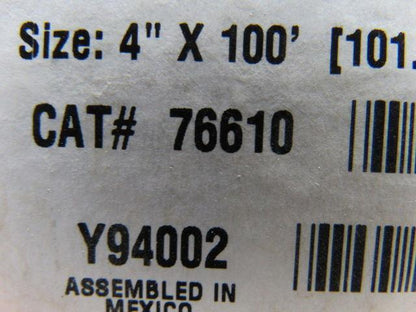 Size: 4" X 100' [101.
CAT# 76610
Y94002
ASSEMBLED IN
MEXICO